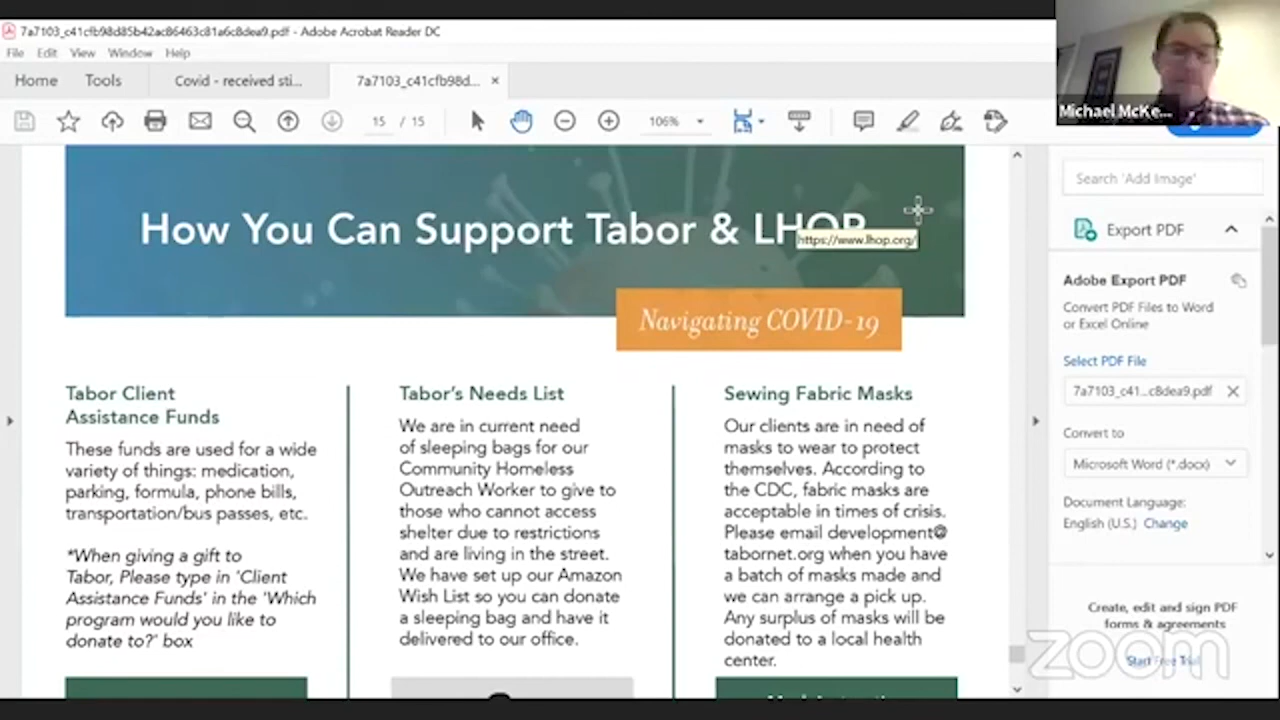 7a7103_c41cfb98d85b42ac86463c81a6c8dea9.pdf - Adobe Acrobat Reader DC
File Edit View Window Help
Home Tools Covid - received sti... 7a7103_c41cfb98d... ×
15 / 15 106%
Michael McKe...
How You Can Support Tabor & LHOP
https://www.lhop.org/
Navigating COVID-19
Tabor Client
Assistance Funds
These funds are used for a wide
variety of things: medication,
parking, formula, phone bills,
transportation/bus passes, etc.
*When giving a gift to
Tabor, Please type in 'Client
Assistance Funds' in the 'Which
program would you like to
donate to?' box
Tabor's Needs List
We are in current need
of sleeping bags for our
Community Homeless
Outreach Worker to give to
those who cannot access
shelter due to restrictions
and are living in the street.
We have set up our Amazon
Wish List so you can donate
a sleeping bag and have it
delivered to our office.
Sewing Fabric Masks
Our clients are in need of
masks to wear to protect
themselves. According to
the CDC, fabric masks are
acceptable in times of crisis.
Please email development@
tabornet.org when you have
a batch of masks made and
we can arrange a pick up.
Any surplus of masks will be
donated to a local health
center.
Search 'Add Image'
Export PDF
Adobe Export PDF
Convert PDF Files to Word
or Excel Online
Select PDF File
7a7103_c41...c8dea9.pdf
Convert to
Microsoft Word (*.docx)
Document Language:
English (U.S.) Change
Create, edit and sign PDF
forms & agreements
Start Free Trial
zoom